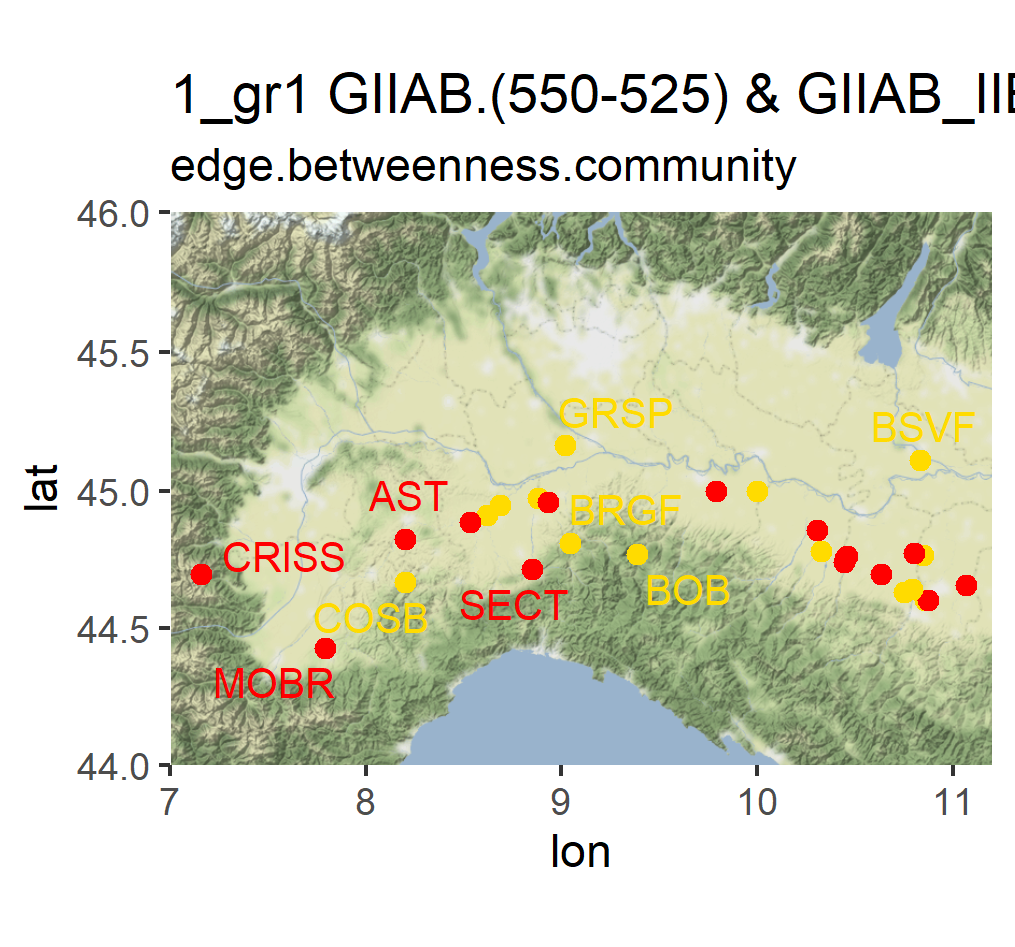 1_gr1 GIIAB.(550-525) & GIIAB_IIE
edge.betweenness.community
46.0
45.5
45.0
44.5
44.0
lat
GRSP
BSVF
AST
BRGF
CRISS
BOB
SECT
COSB
MOBR
7 8 9 10 11
lon